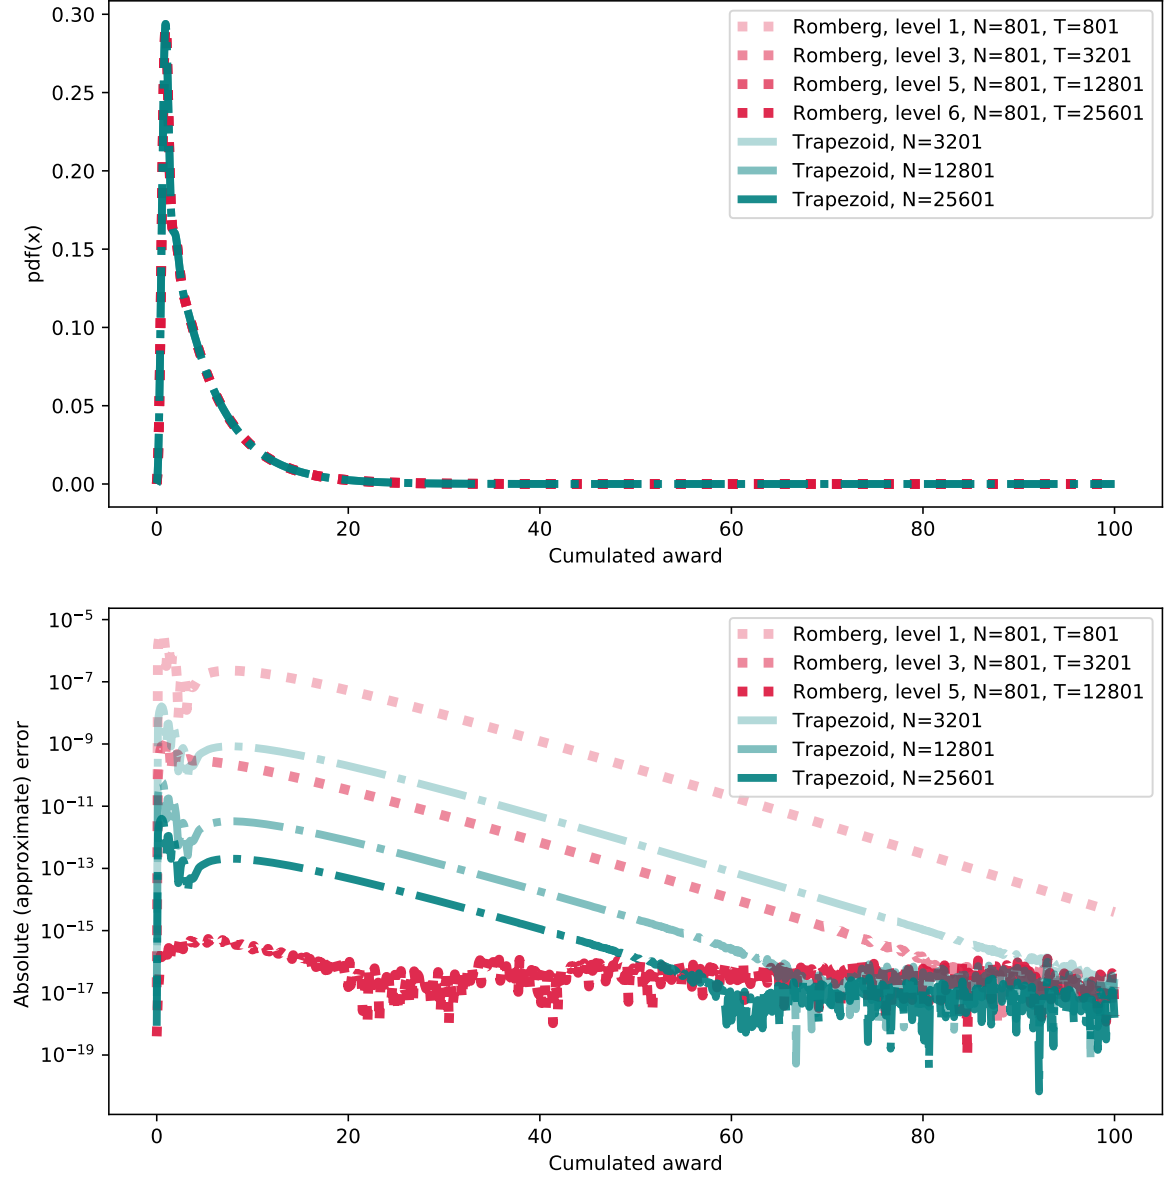 0.30
0.25
0.20
0.15
0.10
0.05
0.00
pdf(x)
Romberg, level 1, N=801, T=801
Romberg, level 3, N=801, T=3201
Romberg, level 5, N=801, T=12801
Romberg, level 6, N=801, T=25601
Trapezoid, N=3201
Trapezoid, N=12801
Trapezoid, N=25601
0 20 40 60 80 100
Cumulated award
10⁻⁵
10⁻⁷
10⁻⁹
10⁻¹¹
10⁻¹³
10⁻¹⁵
10⁻¹⁷
10⁻¹⁹
Absolute (approximate) error
Romberg, level 1, N=801, T=801
Romberg, level 3, N=801, T=3201
Romberg, level 5, N=801, T=12801
Trapezoid, N=3201
Trapezoid, N=12801
Trapezoid, N=25601
0 20 40 60 80 100
Cumulated award